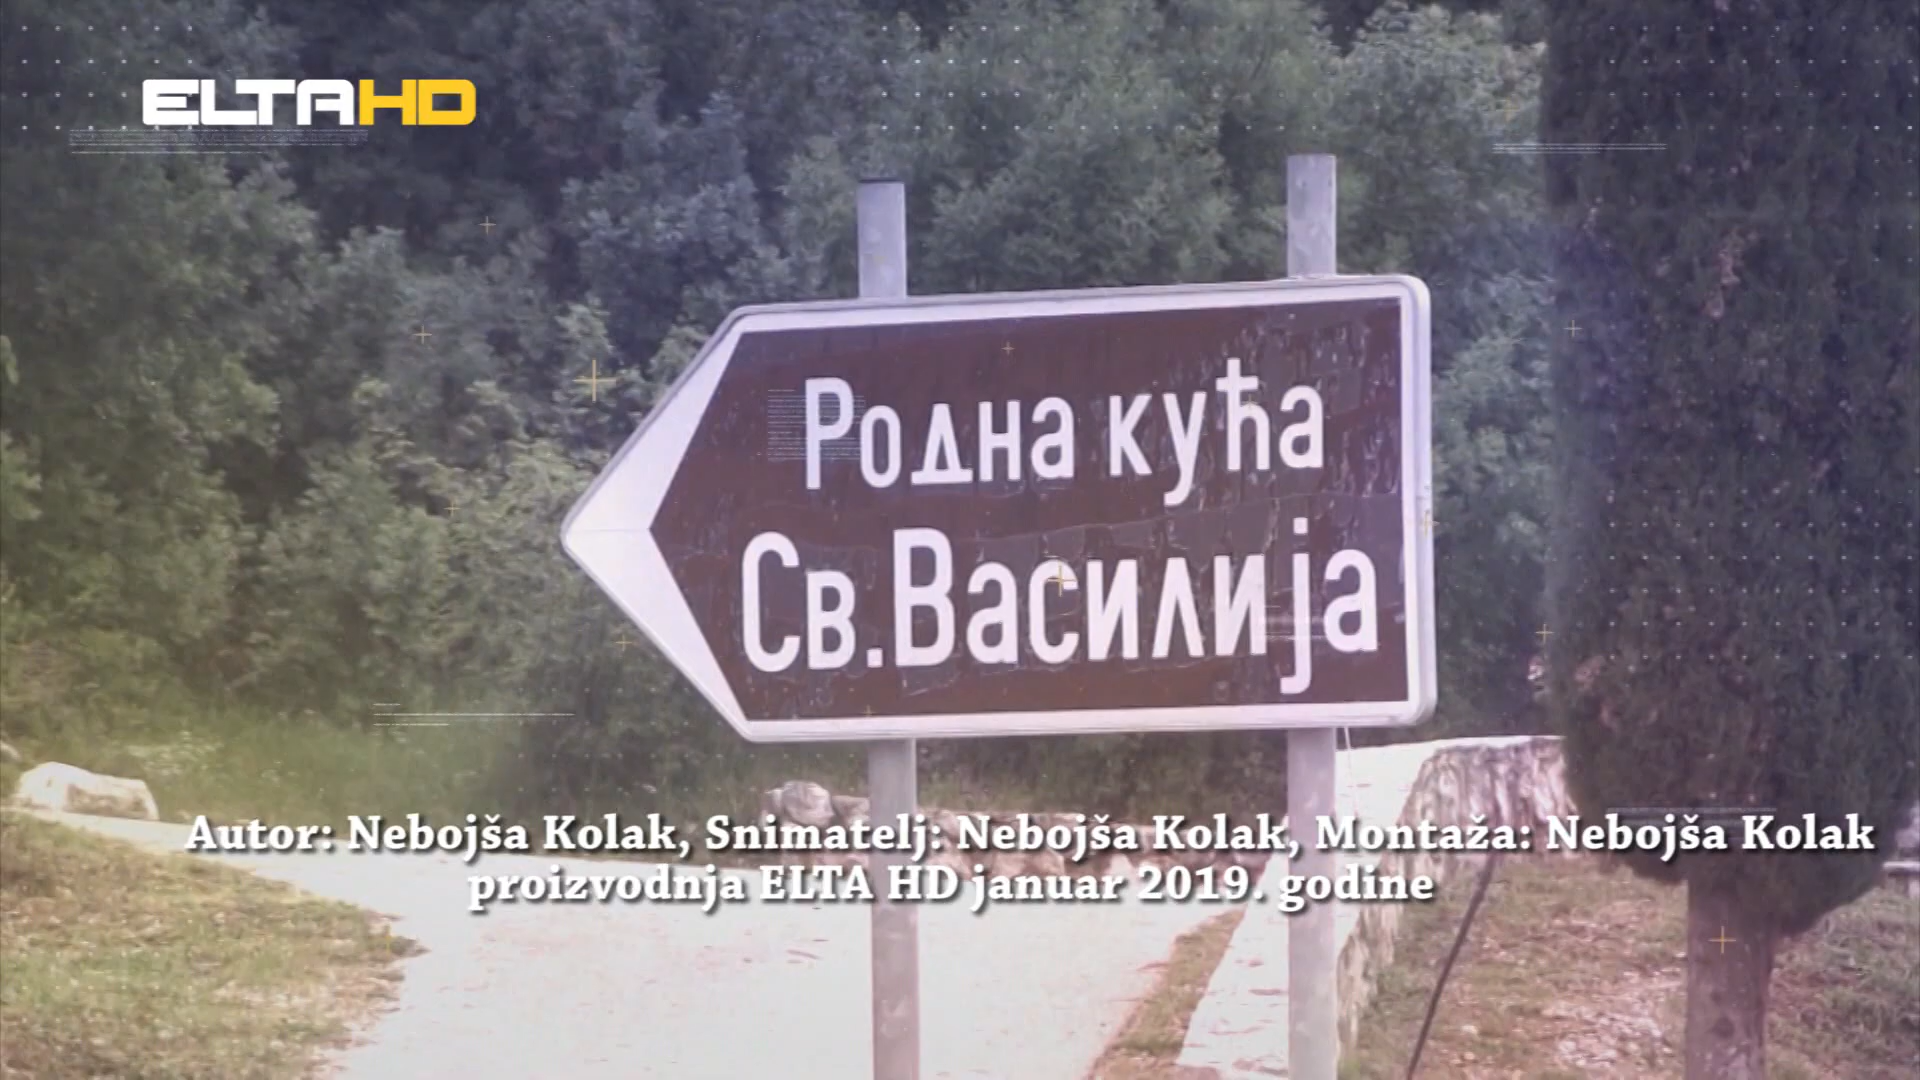 ELTAHD
Родна кућа
Св.Василија
Autor: Nebojša Kolak, Snimatelj: Nebojša Kolak, Montaža: Nebojša Kolak
proizvodnja ELTA HD januar 2019. godine